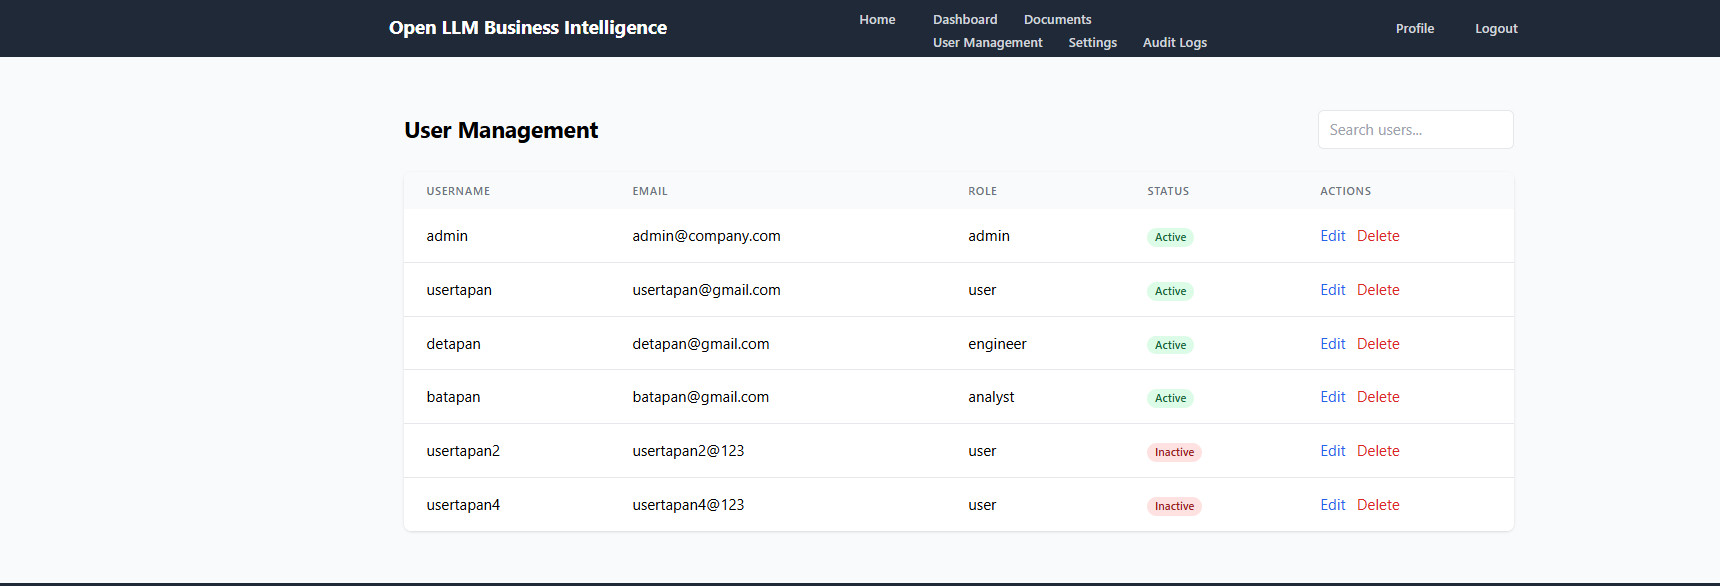 Open LLM Business Intelligence
Home Dashboard Documents
User Management Settings Audit Logs
Profile Logout
User Management
Search users...
USERNAME EMAIL ROLE STATUS ACTIONS
admin admin@company.com admin Active Edit Delete
usertapan usertapan@gmail.com user Active Edit Delete
detapan detapan@gmail.com engineer Active Edit Delete
batapan batapan@gmail.com analyst Active Edit Delete
usertapan2 usertapan2@123 user Inactive Edit Delete
usertapan4 usertapan4@123 user Inactive Edit Delete